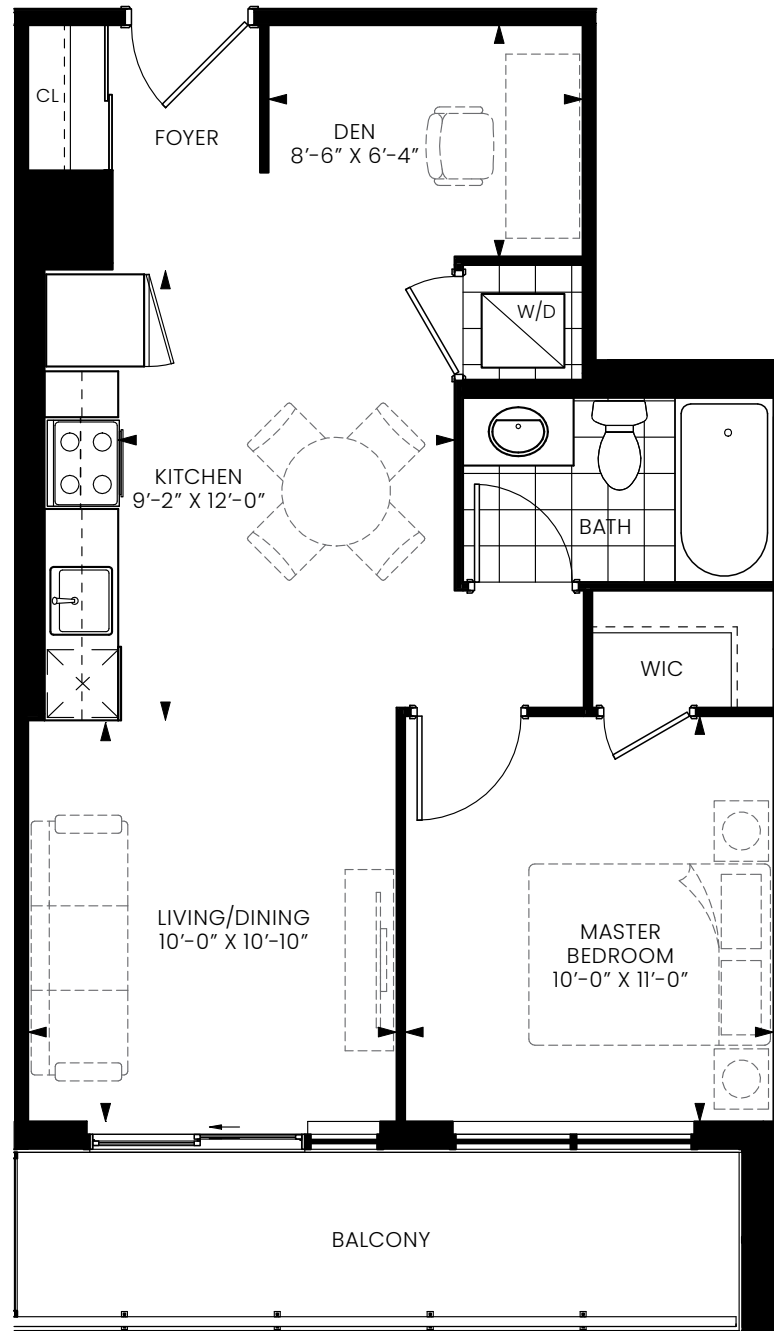 CL
FOYER
DEN
8’-6” X 6’-4”
W/D
KITCHEN
9’-2” X 12’-0”
BATH
WIC
LIVING/DINING
10’-0” X 10’-10”
MASTER
BEDROOM
10’-0” X 11’-0”
BALCONY